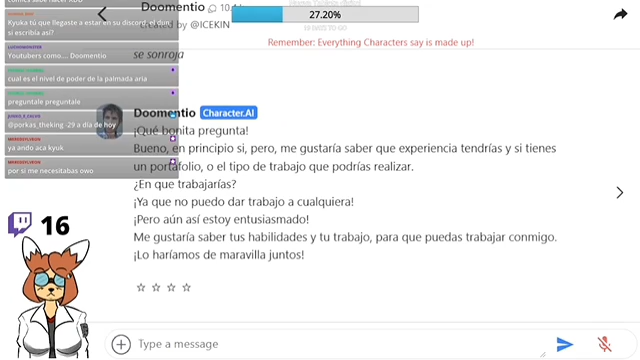 Doomentio
created by @ICEKIN
27.20%
Remember: Everything Characters say is made up!
se sonroja
Kyuka tú que llegaste a estar en su discord, el dure
si escribia así?
Youtubers como.... Doomentio
cual es el nivel de poder de la palmada aria
preguntale preguntale
@porkas_theking -29 a día de hoy
ya ando aca kyuk
por si me necesitabas owo
Doomentio Character.AI
¡Qué bonita pregunta!
Bueno, en principio si, pero, me gustaría saber que experiencia tendrías y si tienes
un portafolio, o el tipo de trabajo que podrías realizar.
¿En que trabajarías?
¡Ya que no puedo dar trabajo a cualquiera!
¡Pero aún así estoy entusiasmado!
Me gustaría saber tus habilidades y tu trabajo, para que puedas trabajar conmigo.
¡Lo haríamos de maravilla juntos!
16
Type a message